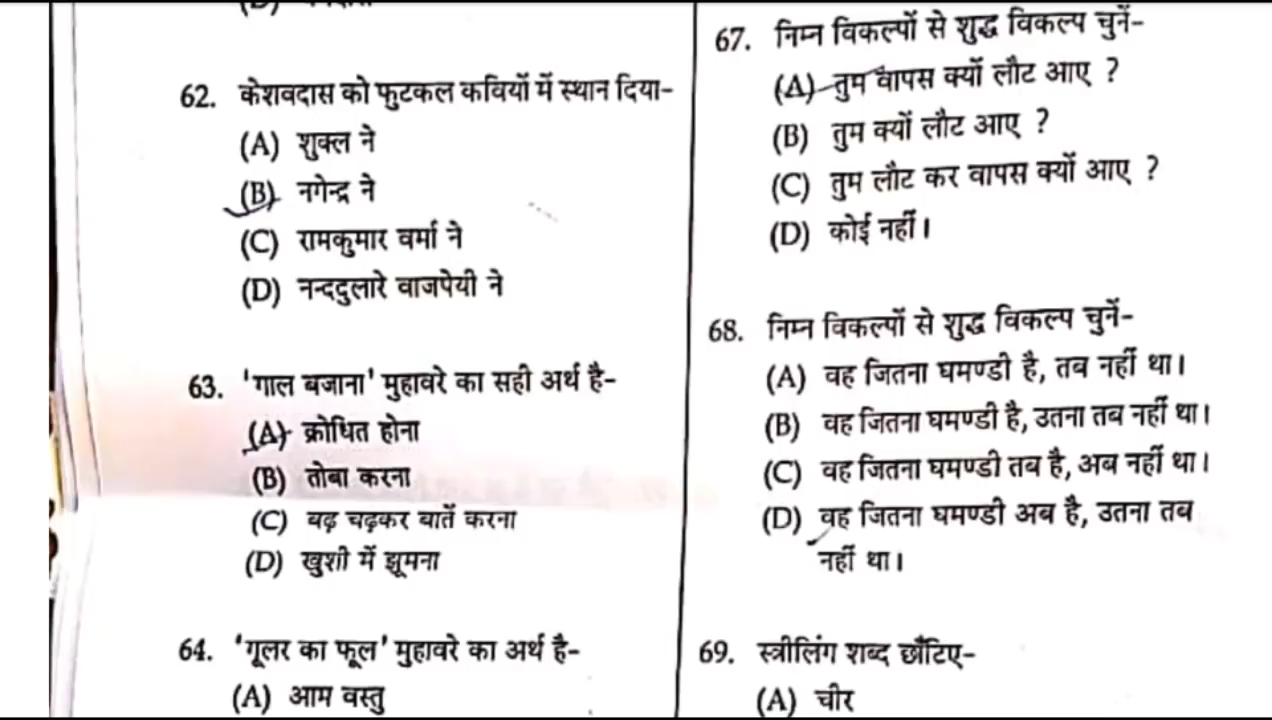 62. केशवदास को फुटकल कवियों में स्थान दिया-
(A) शुक्ल ने
(B) नगेन्द्र ने
(C) रामकुमार वर्मा ने
(D) नन्ददुलारे वाजपेयी ने
63. 'गाल बजाना' मुहावरे का सही अर्थ है-
(A) क्रोधित होना
(B) तोबा करना
(C) बढ़ चढ़कर बातें करना
(D) खुशी में झूमना
64. 'गूलर का फूल' मुहावरे का अर्थ है-
(A) आम वस्तु
67. निम्न विकल्पों से शुद्ध विकल्प चुनें-
(A) तुम वापस क्यों लौट आए ?
(B) तुम क्यों लौट आए ?
(C) तुम लौट कर वापस क्यों आए ?
(D) कोई नहीं।
68. निम्न विकल्पों से शुद्ध विकल्प चुनें-
(A) वह जितना घमण्डी है, तब नहीं था।
(B) वह जितना घमण्डी है, उतना तब नहीं था।
(C) वह जितना घमण्डी तब है, अब नहीं था।
(D) वह जितना घमण्डी अब है, उतना तब
नहीं था।
69. स्त्रीलिंग शब्द छाँटिए-
(A) चीर